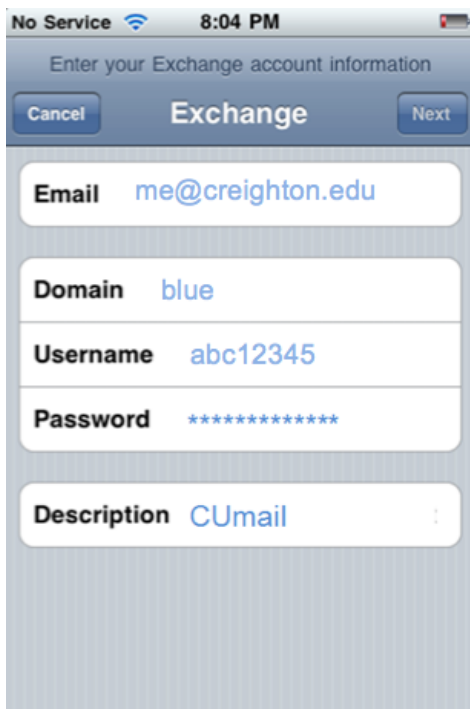 No Service 8:04 PM
Enter your Exchange account information
Cancel Exchange Next
Email me@creighton.edu
Domain blue
Username abc12345
Password *************
Description CUmail